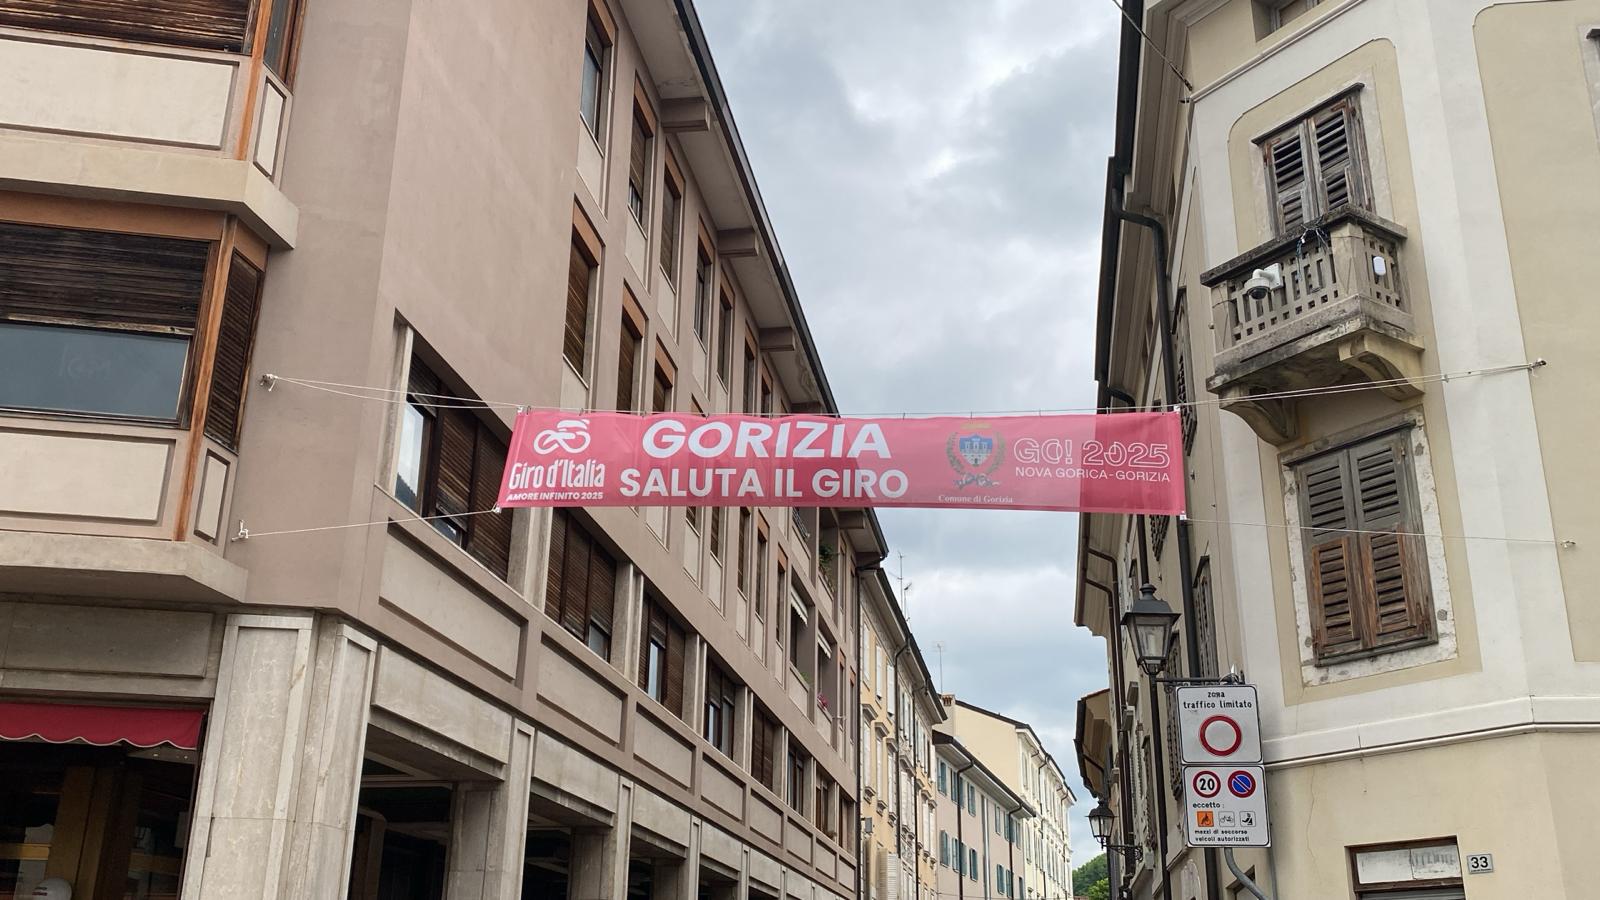 Giro d'Italia
AMORE INFINITO 2025
GORIZIA
SALUTA IL GIRO
Comune di Gorizia
GO! 2025
NOVA GORICA-GORIZIA
zona
traffico limitato
20
eccetto:
mezzi di soccorso
veicoli autorizzati
33